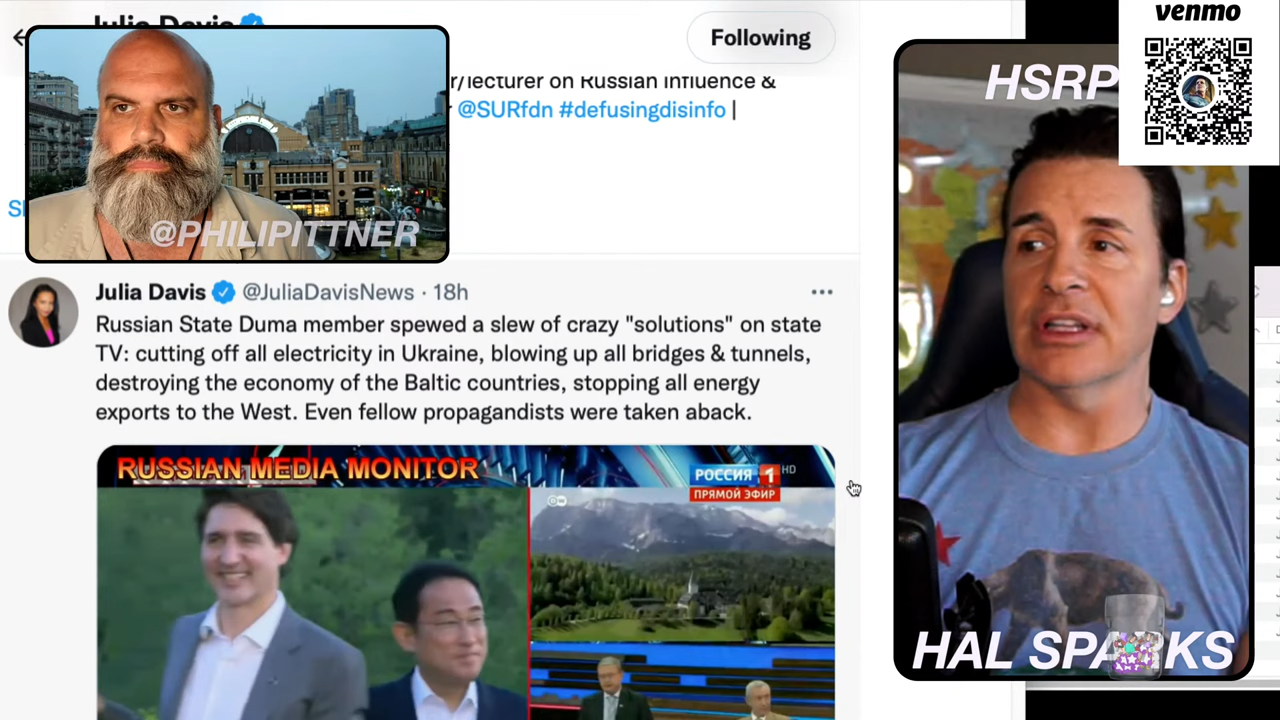 Julia Davis
Following
venmo
r/lecturer on Russian influence &
@SURfdn #defusingdisinfo |
HSRP
@PHILIPITTNER
Julia Davis @JuliaDavisNews · 18h
Russian State Duma member spewed a slew of crazy "solutions" on state
TV: cutting off all electricity in Ukraine, blowing up all bridges & tunnels,
destroying the economy of the Baltic countries, stopping all energy
exports to the West. Even fellow propagandists were taken aback.
RUSSIAN MEDIA MONITOR
РОССИЯ 1 HD
ПРЯМОЙ ЭФИР
HAL SPARKS